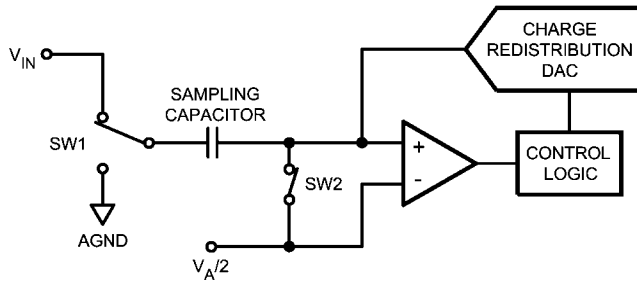 CHARGE
REDISTRIBUTION
DAC
V_IN
SAMPLING
CAPACITOR
SW1
+
-
CONTROL
LOGIC
SW2
AGND
V_A/2